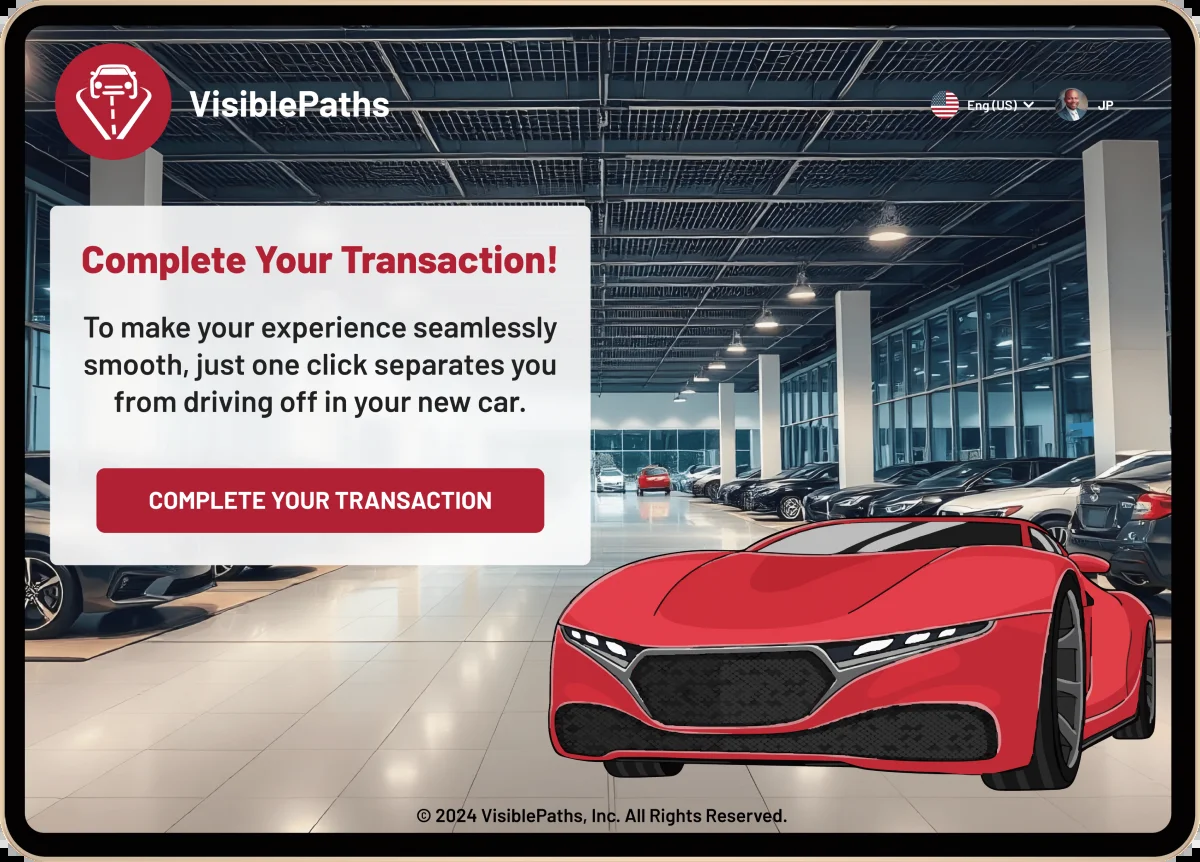 VisiblePaths
Eng (US)
JP
Complete Your Transaction!
To make your experience seamlessly
smooth, just one click separates you
from driving off in your new car.
COMPLETE YOUR TRANSACTION
© 2024 VisiblePaths, Inc. All Rights Reserved.